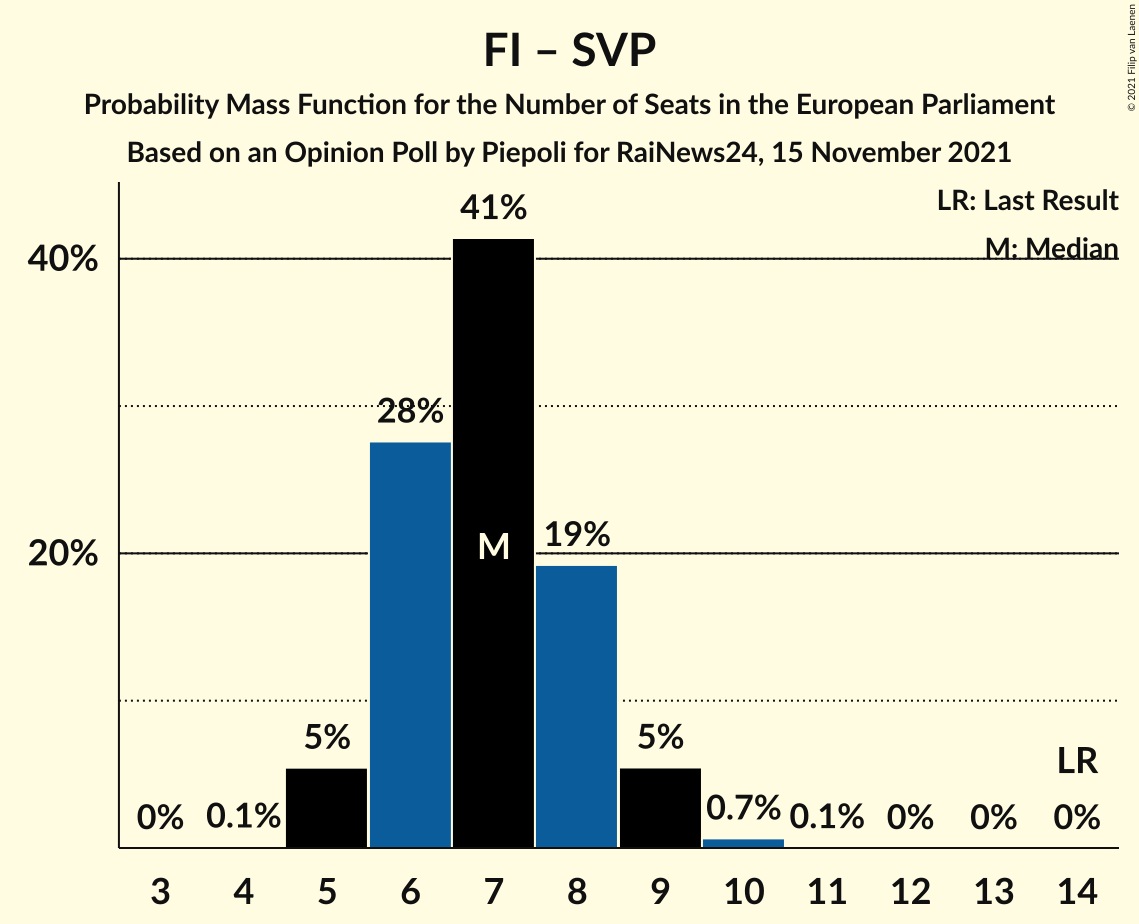 FI – SVP
Probability Mass Function for the Number of Seats in the European Parliament
Based on an Opinion Poll by Piepoli for RaiNews24, 15 November 2021
© 2021 Filip van Laenen
LR: Last Result
M: Median
41%
40%
28%
M
19%
20%
5%
5%
LR
0%
0.1%
0.7%
0.1%
0%
0%
0%
3 4 5 6 7 8 9 10 11 12 13 14